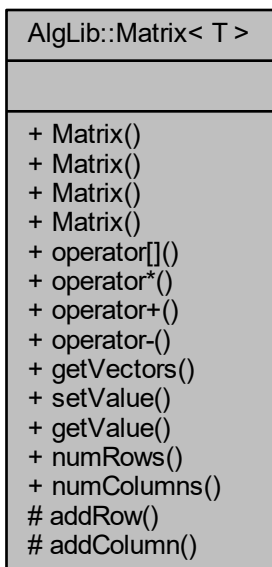 AlgLib::Matrix< T >
+ Matrix()
+ Matrix()
+ Matrix()
+ Matrix()
+ operator[]()
+ operator*()
+ operator+()
+ operator-()
+ getVectors()
+ setValue()
+ getValue()
+ numRows()
+ numColumns()
# addRow()
# addColumn()